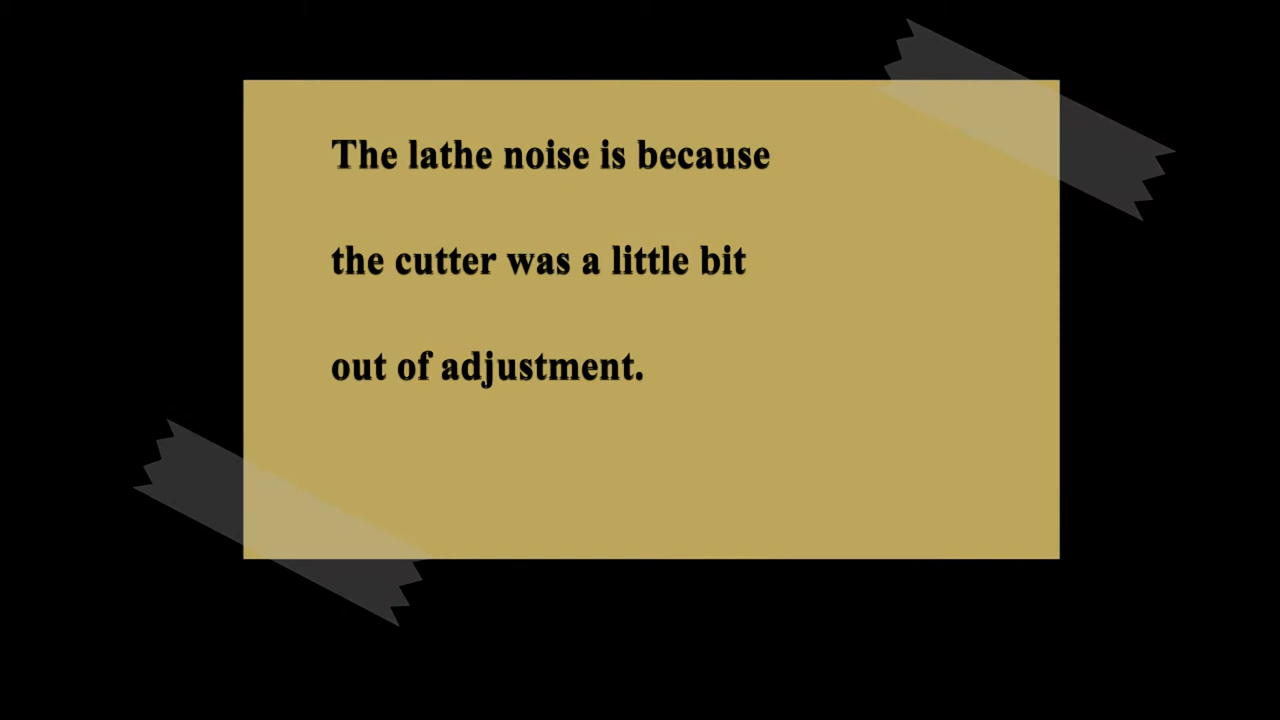 The lathe noise is because
the cutter was a little bit
out of adjustment.